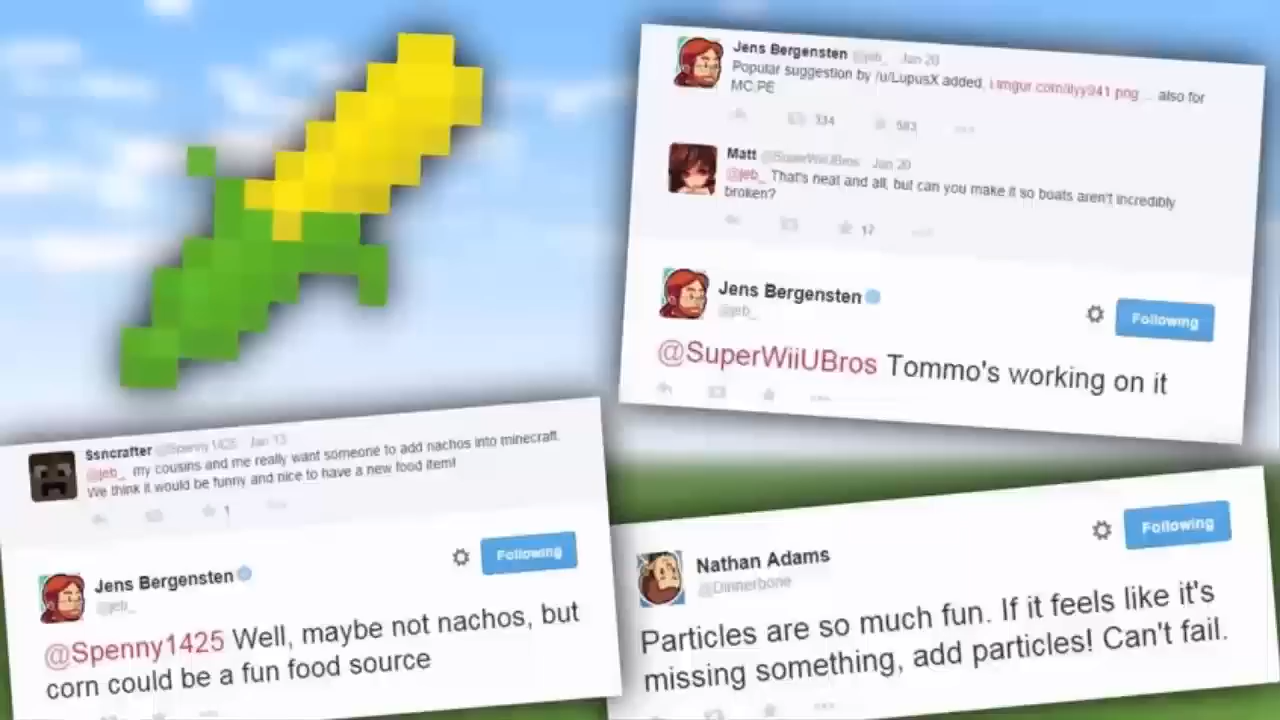 Jens Bergensten @jeb_ Jan 20
Popular suggestion by /u/LupusX added, also for
MC:PE
334 583
Matt @SuperWiiUBros Jan 20
@jeb_ That's neat and all, but can you make it so boats aren't incredibly
broken?
17
Jens Bergensten
@jeb_
Following
@SuperWiiUBros Tommo's working on it
Ssncrafter @Spenny1425 Jan 13
@jeb_ my cousins and me really want someone to add nachos into minecraft.
We think it would be funny and nice to have a new food item!
1
Jens Bergensten
@jeb_
Following
@Spenny1425 Well, maybe not nachos, but
corn could be a fun food source
Nathan Adams
@Dinnerbone
Following
Particles are so much fun. If it feels like it's
missing something, add particles! Can't fail.